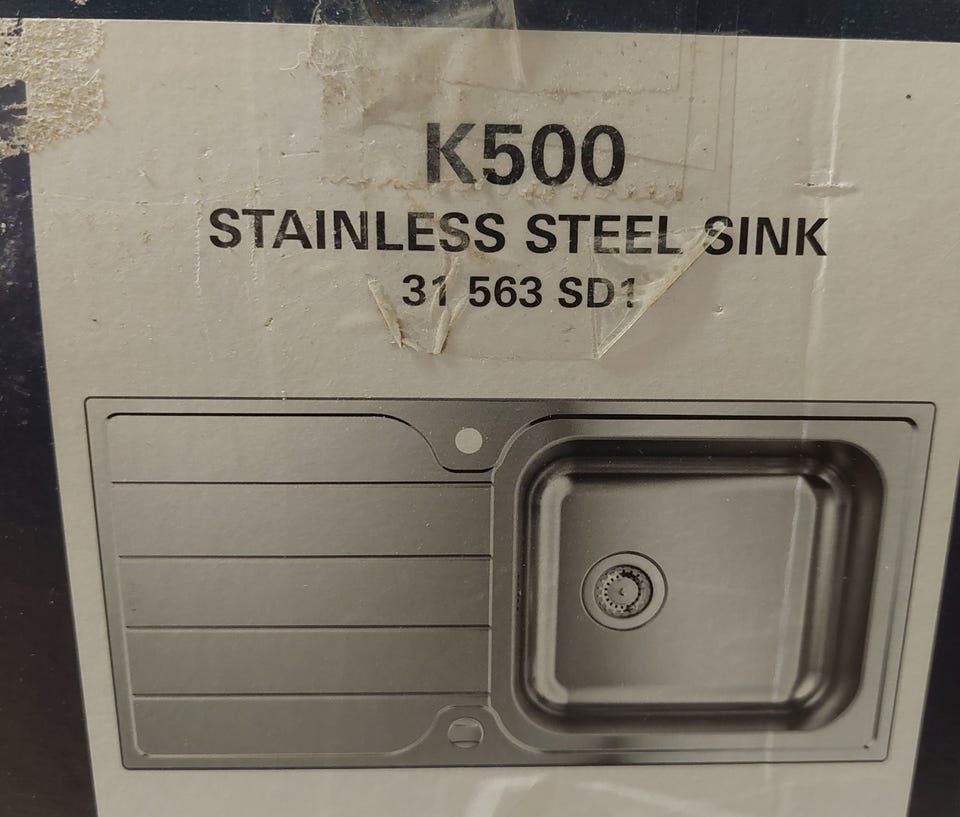 K500
STAINLESS STEEL SINK
31 563 SD1